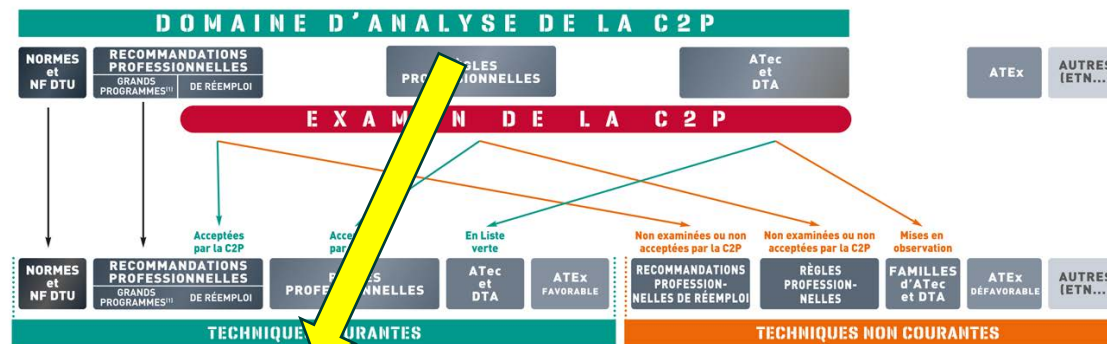 DOMAINE D'ANALYSE DE LA C2P
NORMES
et
NF DTU
RECOMMANDATIONS
PROFESSIONNELLES
GRANDS
PROGRAMMES(1)
DE RÉEMPLOI
ATec
et
DTA
ATEx
AUTRES
(ETN...
EXAMEN DE LA C2P
Acceptées
par la C2P
En Liste
verte
Non examinées ou non
acceptées par la C2P
Non examinées ou non
acceptées par la C2P
Mises en
observation
NORMES
et
NF DTU
RECOMMANDATIONS
PROFESSIONNELLES
GRANDS
PROGRAMMES(1)
DE RÉEMPLOI
ATec
et
DTA
ATEx
FAVORABLE
RECOMMANDATIONS
PROFESSION-
NELLES DE RÉEMPLOI
RÈGLES
PROFESSION-
NELLES
FAMILLES
d'ATec
et DTA
ATEx
DÉFAVORABLE
AUTRES
(ETN...
TECHNIQUES NON COURANTES